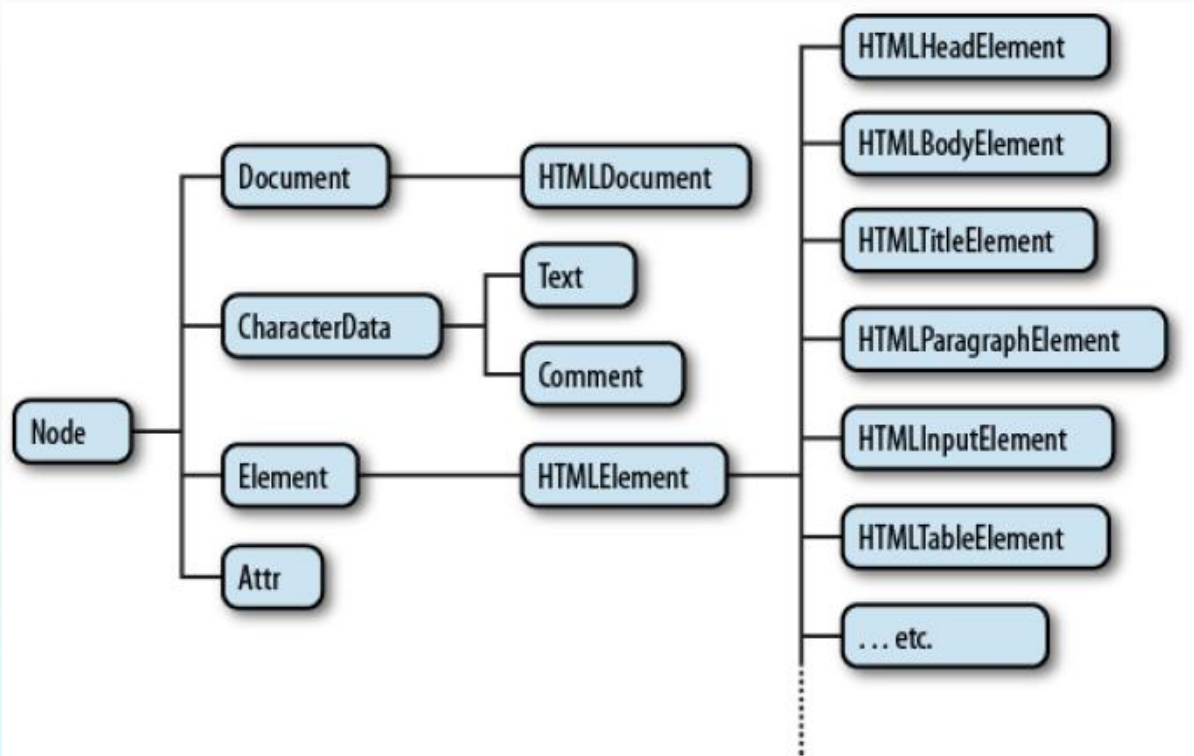 Node
Document
CharacterData
Element
Attr
HTMLDocument
Text
Comment
HTMLElement
HTMLHeadElement
HTMLBodyElement
HTMLTitleElement
HTMLParagraphElement
HTMLInputElement
HTMLTableElement
. . . etc.